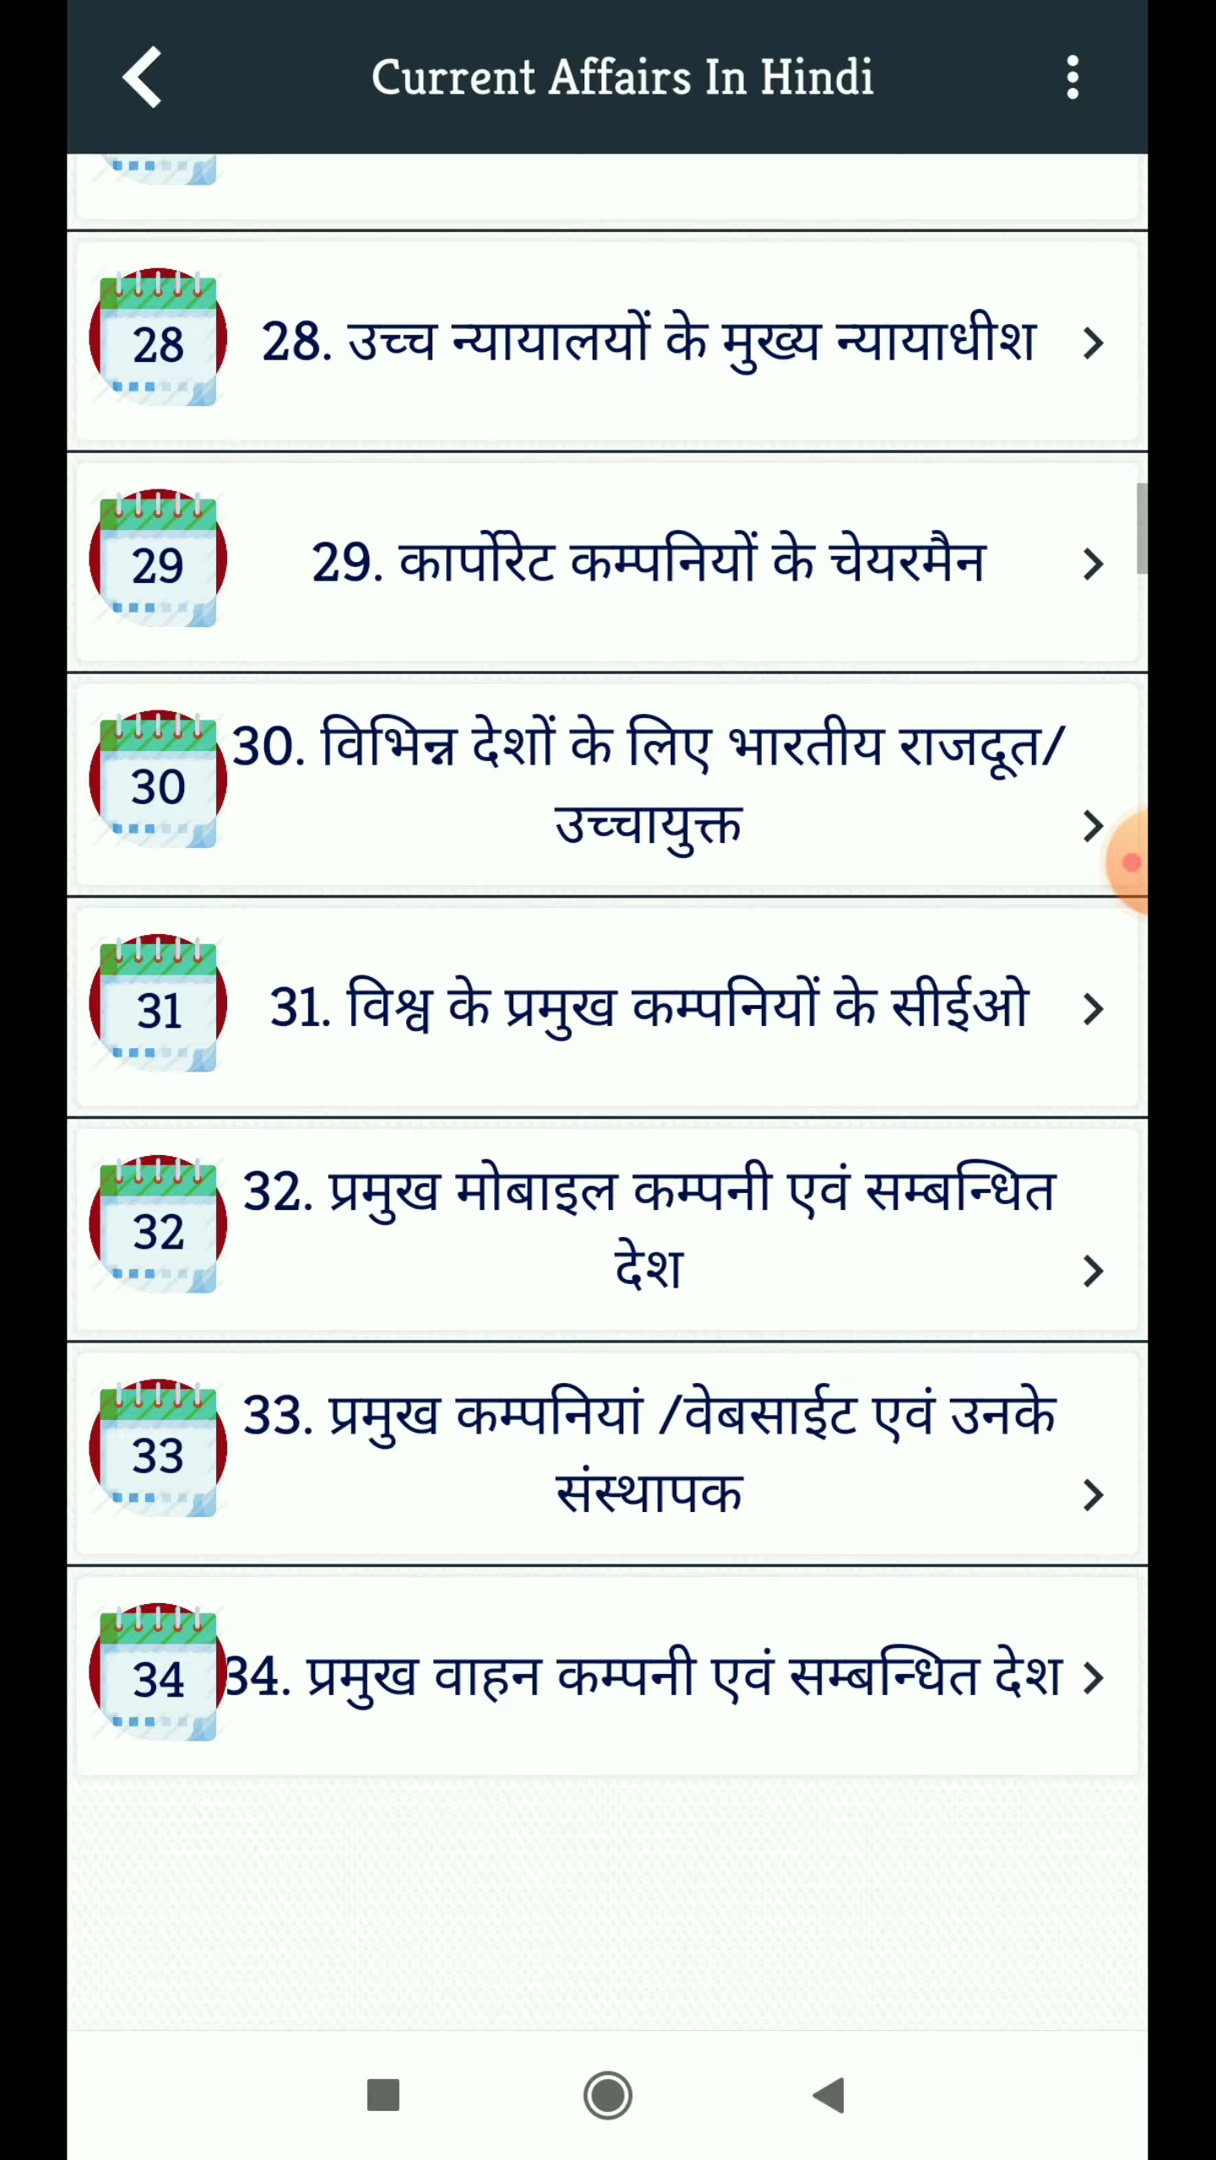 Current Affairs In Hindi
28
28. उच्च न्यायालयों के मुख्य न्यायाधीश
29
29. कार्पोरेट कम्पनियों के चेयरमैन
30
30. विभिन्न देशों के लिए भारतीय राजदूत/
उच्चायुक्त
31
31. विश्व के प्रमुख कम्पनियों के सीईओ
32
32. प्रमुख मोबाइल कम्पनी एवं सम्बन्धित
देश
33
33. प्रमुख कम्पनियां /वेबसाईट एवं उनके
संस्थापक
34
34. प्रमुख वाहन कम्पनी एवं सम्बन्धित देश